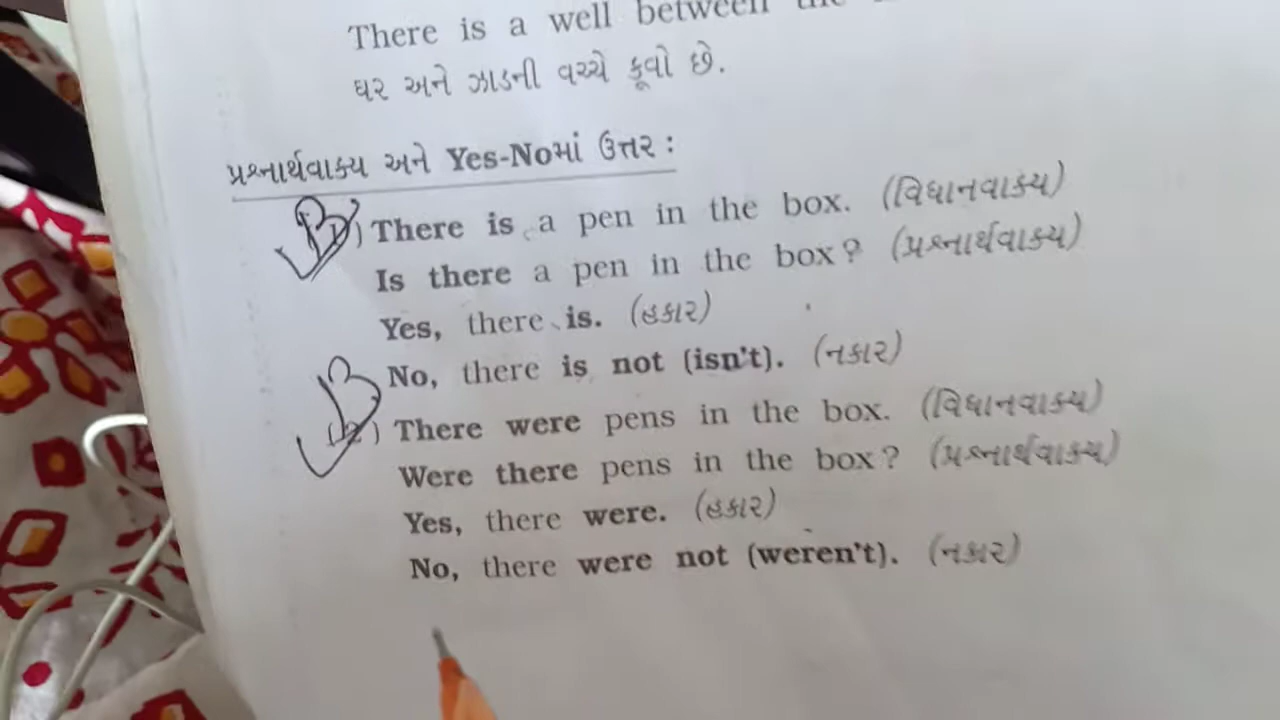 There is a well between the
ઘર અને ઝાડની વચ્ચે કૂવો છે.
પ્રશ્નાર્થવાક્ય અને Yes-Noમાં ઉત્તર :
(1) There is a pen in the box. (વિધાનવાક્ય)
Is there a pen in the box? (પ્રશ્નાર્થવાક્ય)
Yes, there is. (હકાર)
No, there is not (isn't). (નકાર)
(2) There were pens in the box. (વિધાનવાક્ય)
Were there pens in the box? (પ્રશ્નાર્થવાક્ય)
Yes, there were. (હકાર)
No, there were not (weren't). (નકાર)